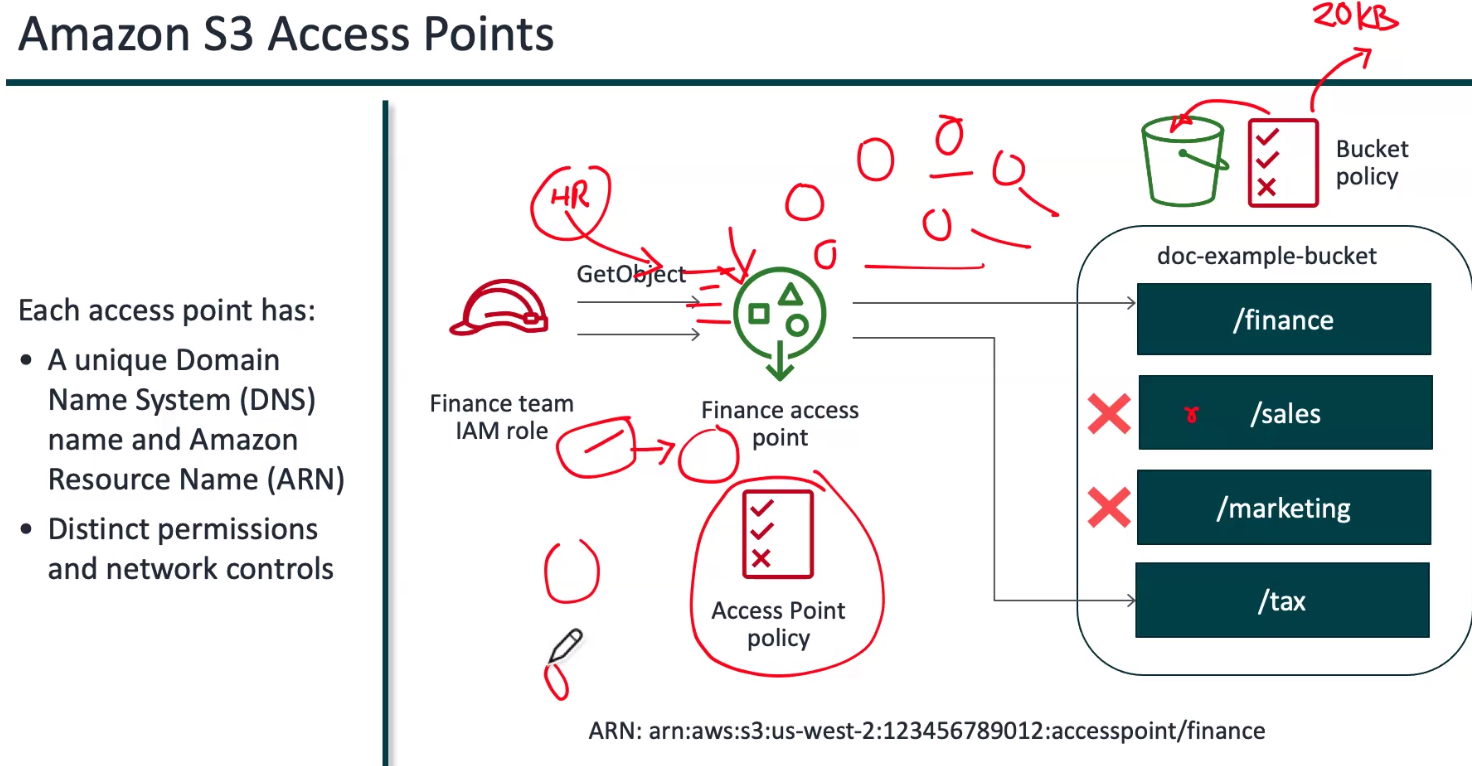 Amazon S3 Access Points
20KB
Each access point has:
• A unique Domain
Name System (DNS)
name and Amazon
Resource Name (ARN)
• Distinct permissions
and network controls
HR
GetObject
Finance team
IAM role
Finance access
point
Access Point
policy
Bucket
policy
doc-example-bucket
/finance
/sales
/marketing
/tax
ARN: arn:aws:s3:us-west-2:123456789012:accesspoint/finance